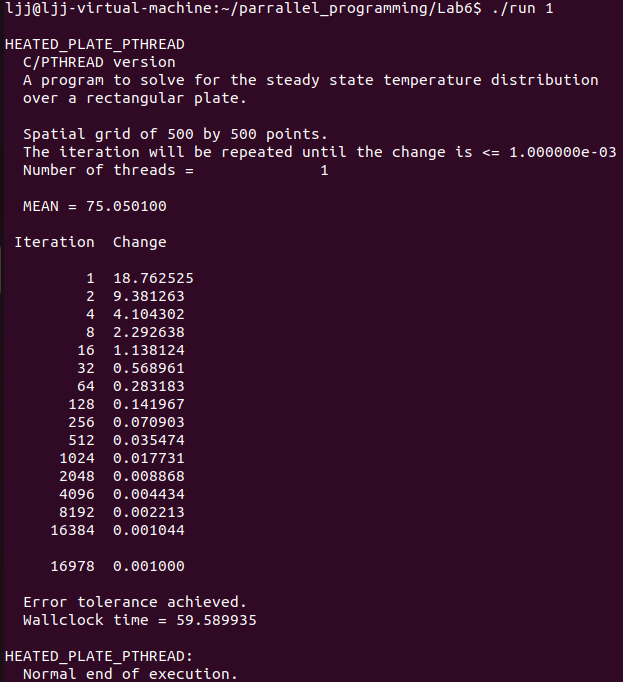 ljj@ljj-virtual-machine:~/parrallel_programming/Lab6$ ./run 1
HEATED_PLATE_PTHREAD
C/PTHREAD version
A program to solve for the steady state temperature distribution
over a rectangular plate.
Spatial grid of 500 by 500 points.
The iteration will be repeated until the change is <= 1.000000e-03
Number of threads = 1
MEAN = 75.050100
Iteration Change
1 18.762525
2 9.381263
4 4.104302
8 2.292638
16 1.138124
32 0.568961
64 0.283183
128 0.141967
256 0.070903
512 0.035474
1024 0.017731
2048 0.008868
4096 0.004434
8192 0.002213
16384 0.001044
16978 0.001000
Error tolerance achieved.
Wallclock time = 59.589935
HEATED_PLATE_PTHREAD:
Normal end of execution.